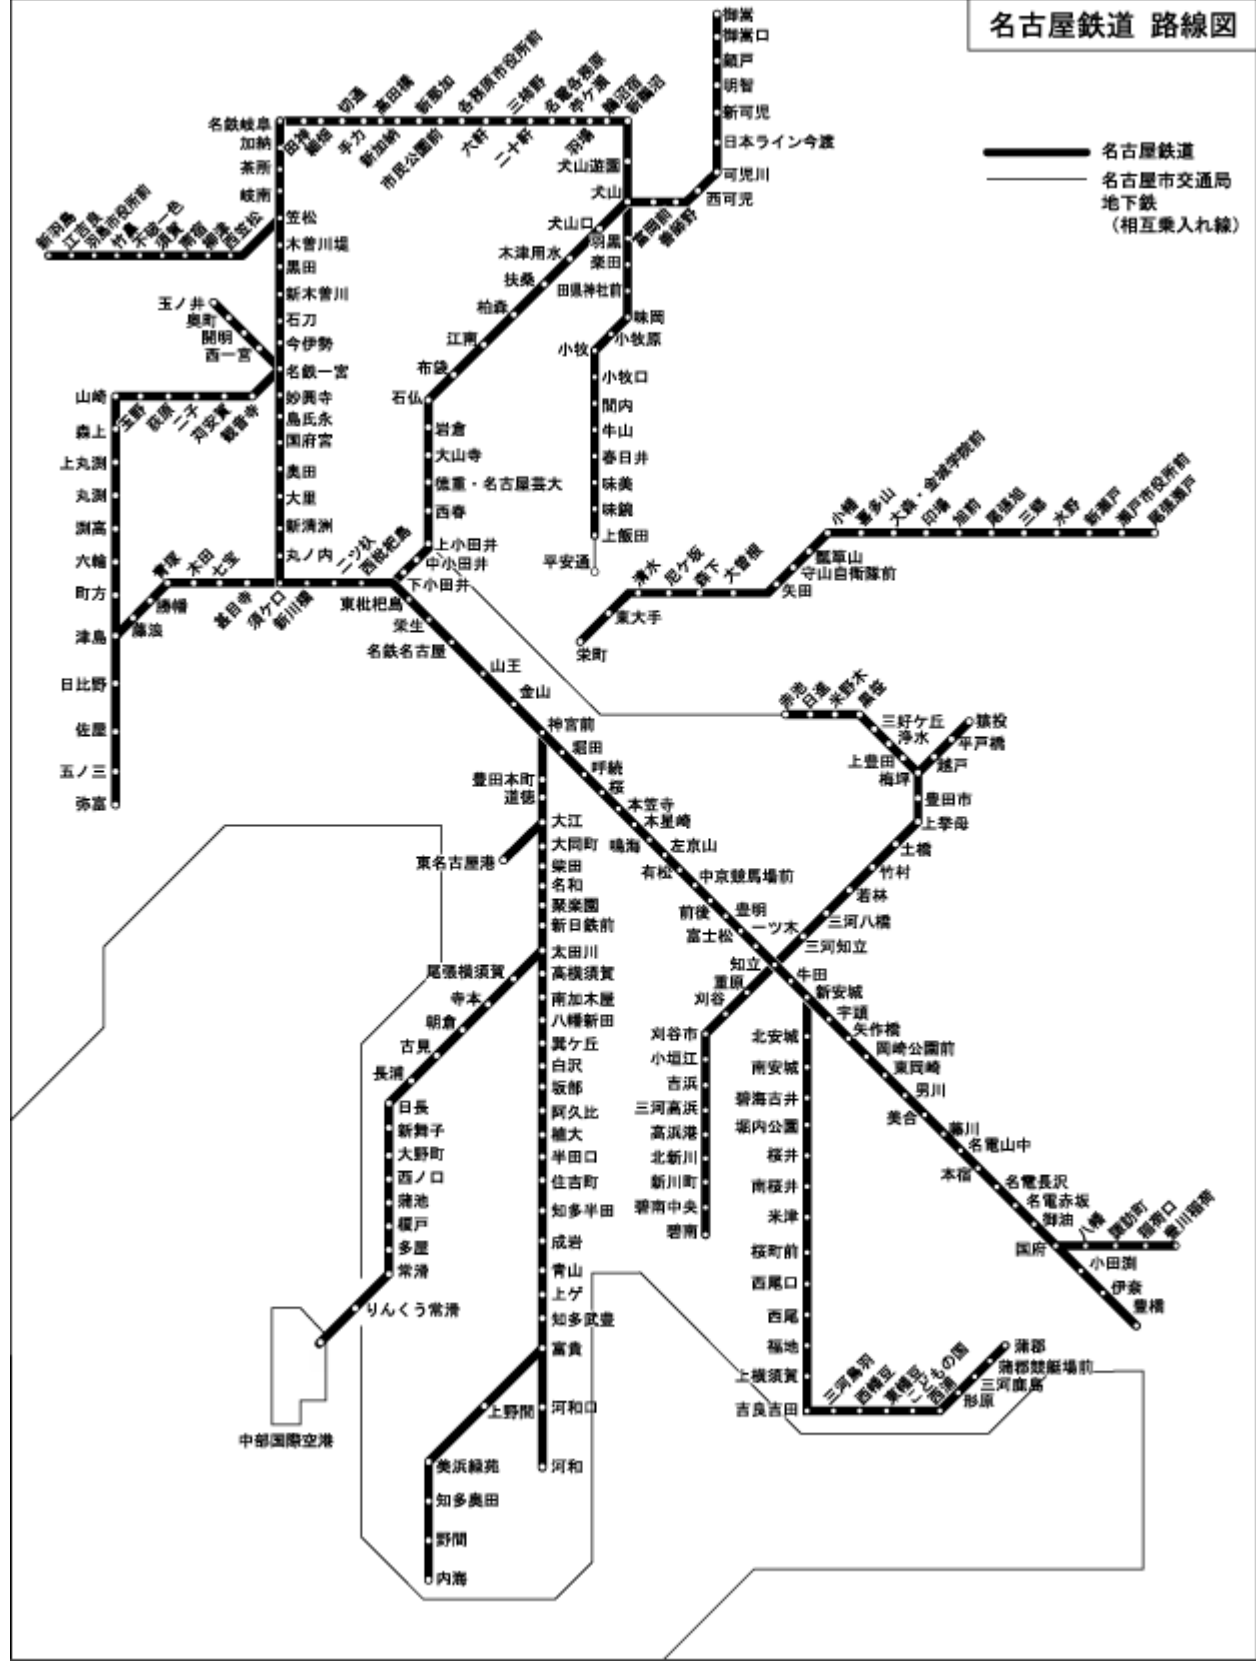 名古屋鉄道 路線図
名古屋鉄道
名古屋市交通局
地下鉄
（相互乗入れ線）
御嵩
御嵩口
顔戸
明智
新可児
日本ライン今渡
可児川
西可児
善師野
富岡前
名鉄岐阜
田神
細畑
切通
手力
高田橋
新加納
新那加
市民公園前
各務原市役所前
六軒
三柿野
二十軒
名電各務原
苧ケ瀬
羽場
鵜沼宿
新鵜沼
犬山遊園
犬山
加納
茶所
岐南
笠松
木曽川堤
黒田
新木曽川
石刀
今伊勢
名鉄一宮
妙興寺
島氏永
国府宮
奥田
大里
新清洲
丸ノ内
新羽島
江吉良
羽島市役所前
竹鼻
不破一色
須賀
南宿
柳津
西笠松
玉ノ井
奥町
開明
西一宮
山崎
玉野
萩原
二子
苅安賀
観音寺
森上
上丸渕
丸渕
渕高
六輪
町方
津島
日比野
佐屋
五ノ三
弥富
藤浪
勝幡
青塚
木田
七宝
甚目寺
須ケ口
新川橋
二ツ杁
西枇杷島
犬山口
木津用水
扶桑
柏森
江南
布袋
石仏
岩倉
大山寺
徳重・名古屋芸大
西春
上小田井
中小田井
下小田井
羽黒
楽田
田県神社前
味岡
小牧原
小牧
小牧口
間内
牛山
春日井
味美
味鋺
上飯田
平安通
栄町
東大手
清水
尼ケ坂
森下
大曽根
矢田
守山自衛隊前
瓢箪山
小幡
喜多山
大森・金城学院前
印場
旭前
尾張旭
三郷
水野
新瀬戸
瀬戸市役所前
尾張瀬戸
東枇杷島
栄生
名鉄名古屋
山王
金山
神宮前
堀田
呼続
桜
本笠寺
本星崎
鳴海
左京山
有松
中京競馬場前
前後
豊明
富士松
一ツ木
知立
牛田
新安城
宇頭
矢作橋
岡崎公園前
東岡崎
男川
美合
藤川
名電山中
本宿
名電長沢
名電赤坂
御油
国府
小田渕
伊奈
豊橋
八幡
諏訪町
稲荷口
豊川稲荷
赤池
日進
米野木
黒笹
三好ケ丘
浄水
上豊田
梅坪
越戸
平戸橋
猿投
豊田市
上挙母
土橋
竹村
若林
三河八橋
三河知立
重原
刈谷
刈谷市
小垣江
吉浜
三河高浜
高浜港
北新川
新川町
碧南中央
碧南
豊田本町
道徳
大江
東名古屋港
大同町
柴田
名和
聚楽園
新日鉄前
太田川
高横須賀
南加木屋
八幡新田
巽ケ丘
白沢
坂部
阿久比
植大
半田口
住吉町
知多半田
成岩
青山
上ゲ
知多武豊
富貴
河和口
河和
上野間
美浜緑苑
知多奥田
野間
内海
尾張横須賀
寺本
朝倉
古見
長浦
日長
新舞子
大野町
西ノ口
蒲池
榎戸
多屋
常滑
りんくう常滑
中部国際空港
北安城
南安城
碧海古井
堀内公園
桜井
南桜井
米津
桜町前
西尾口
西尾
福地
上横須賀
吉良吉田
三河鳥羽
西幡豆
東幡豆
こどもの国
西浦
形原
三河鹿島
蒲郡競艇場前
蒲郡